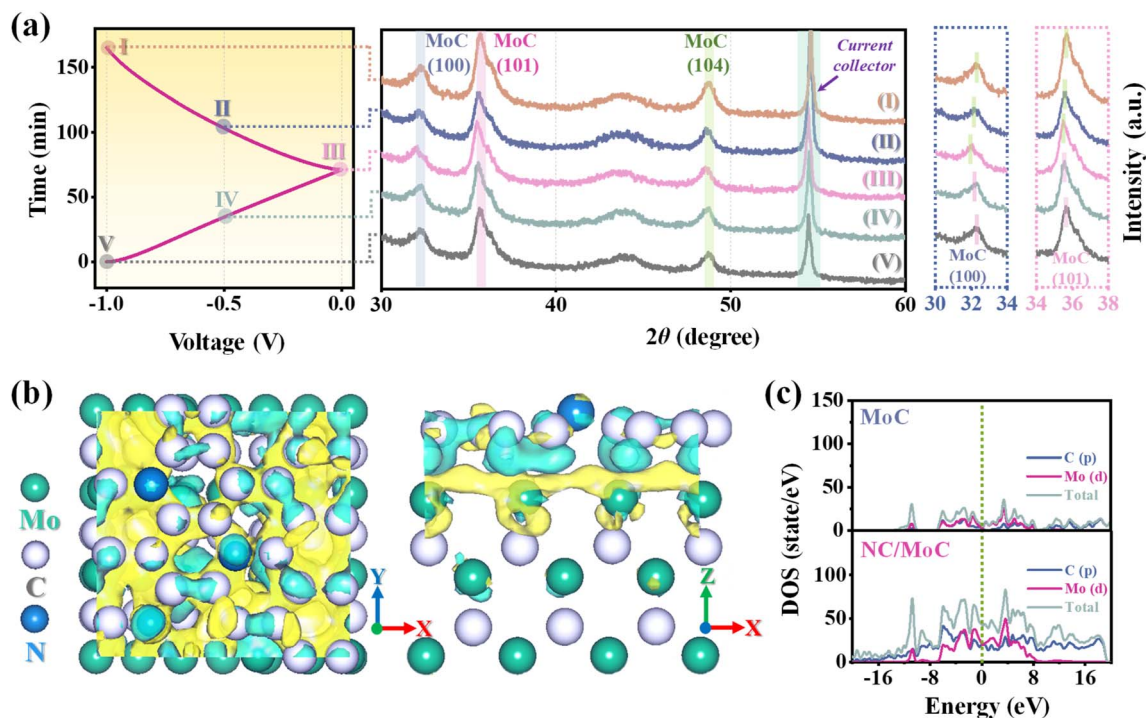 (a)
150
100
50
0
Time (min)
I
II
III
IV
V
-1.0
-0.5
0.0
Voltage (V)
MoC
(100)
MoC
(101)
MoC
(104)
Current
collector
(I)
(II)
(III)
(IV)
(V)
30
40
50
60
2θ (degree)
MoC
(100)
30 32 34
MoC
(101)
34 36 38
Intensity (a.u.)
(b)
Mo
C
N
Y
X
Z
X
(c)
150
100
50
0
MoC
C (p)
Mo (d)
Total
100
50
0
NC/MoC
C (p)
Mo (d)
Total
DOS (state/eV)
-16
-8
0
8
16
Energy (eV)